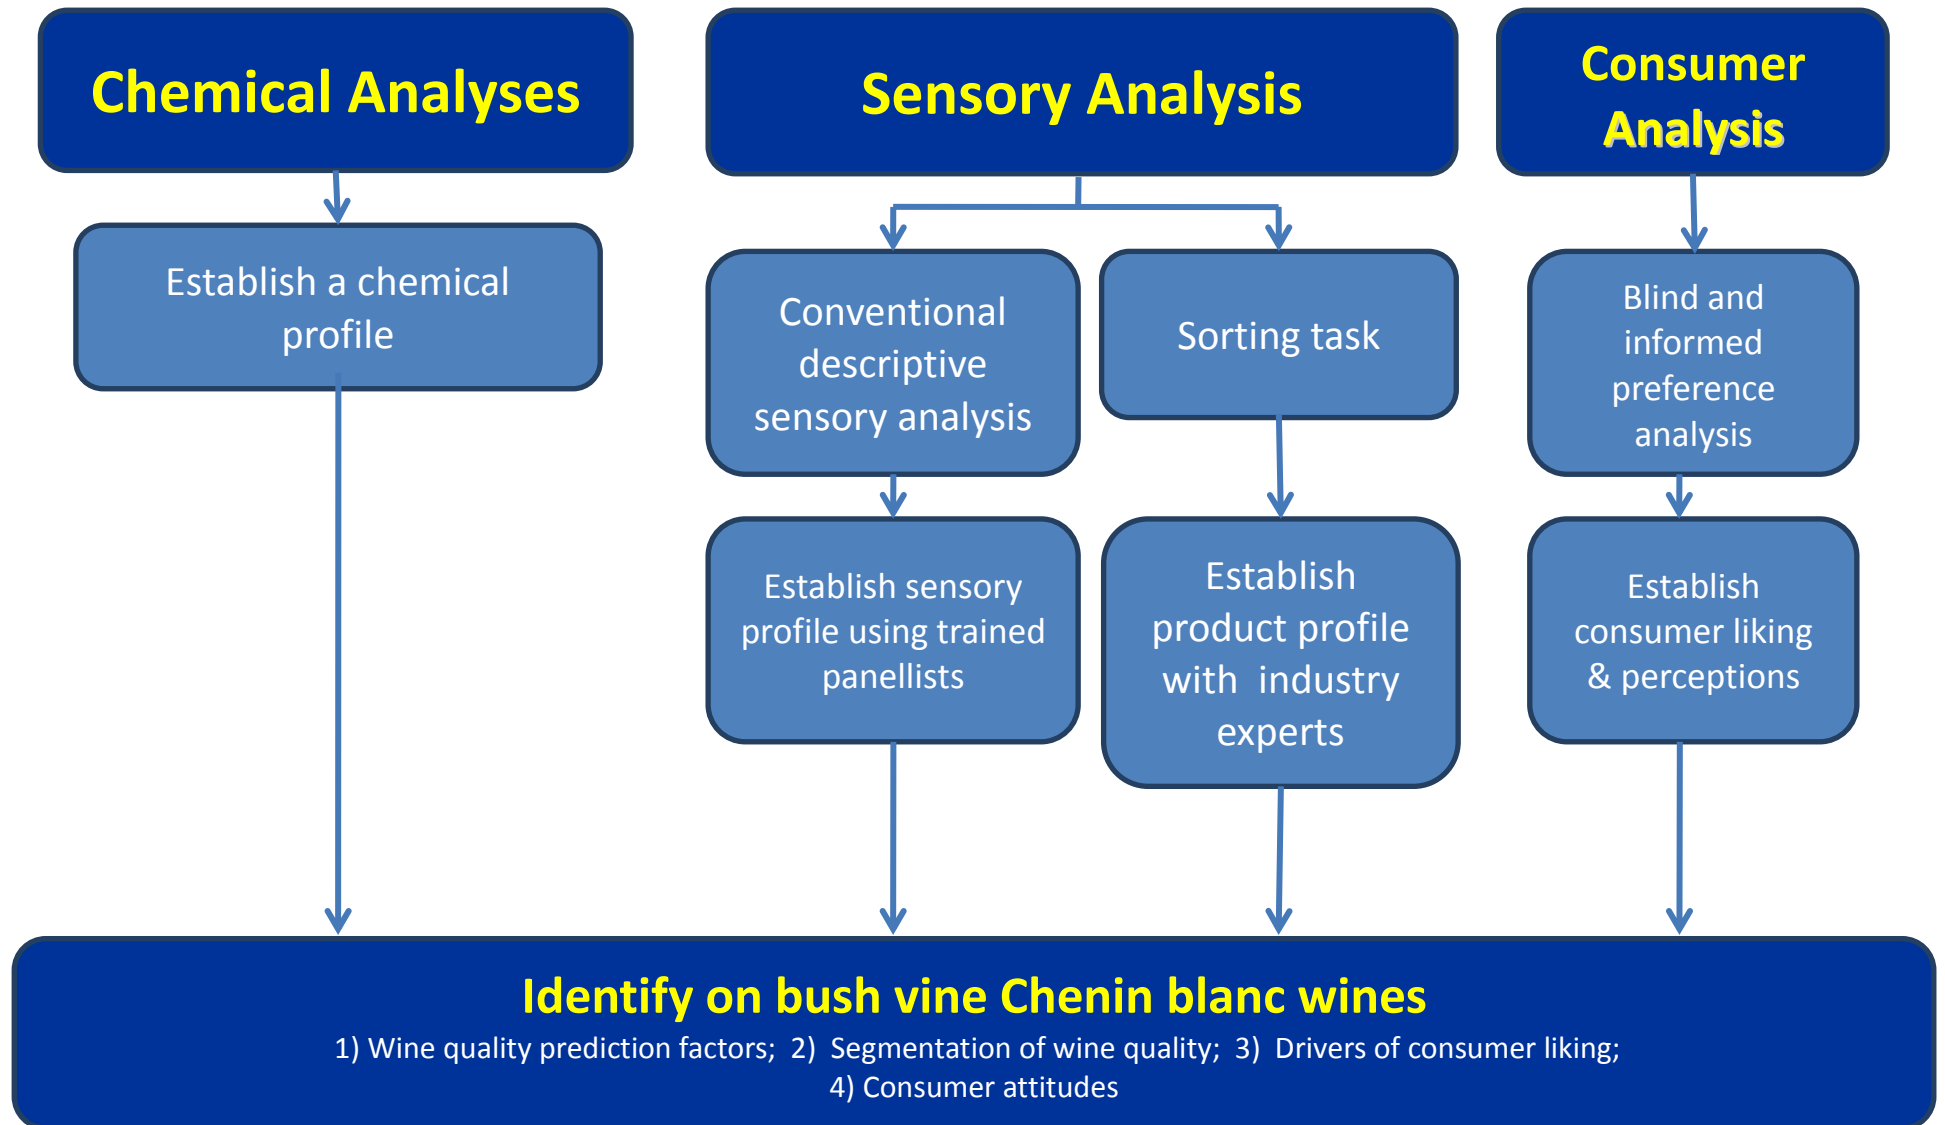 Chemical Analyses
Sensory Analysis
Consumer
Analysis
Establish a chemical
profile
Conventional
descriptive
sensory analysis
Sorting task
Blind and
informed
preference
analysis
Establish sensory
profile using trained
panellists
Establish
product profile
with industry
experts
Establish
consumer liking
& perceptions
Identify on bush vine Chenin blanc wines
1) Wine quality prediction factors; 2) Segmentation of wine quality; 3) Drivers of consumer liking;
4) Consumer attitudes